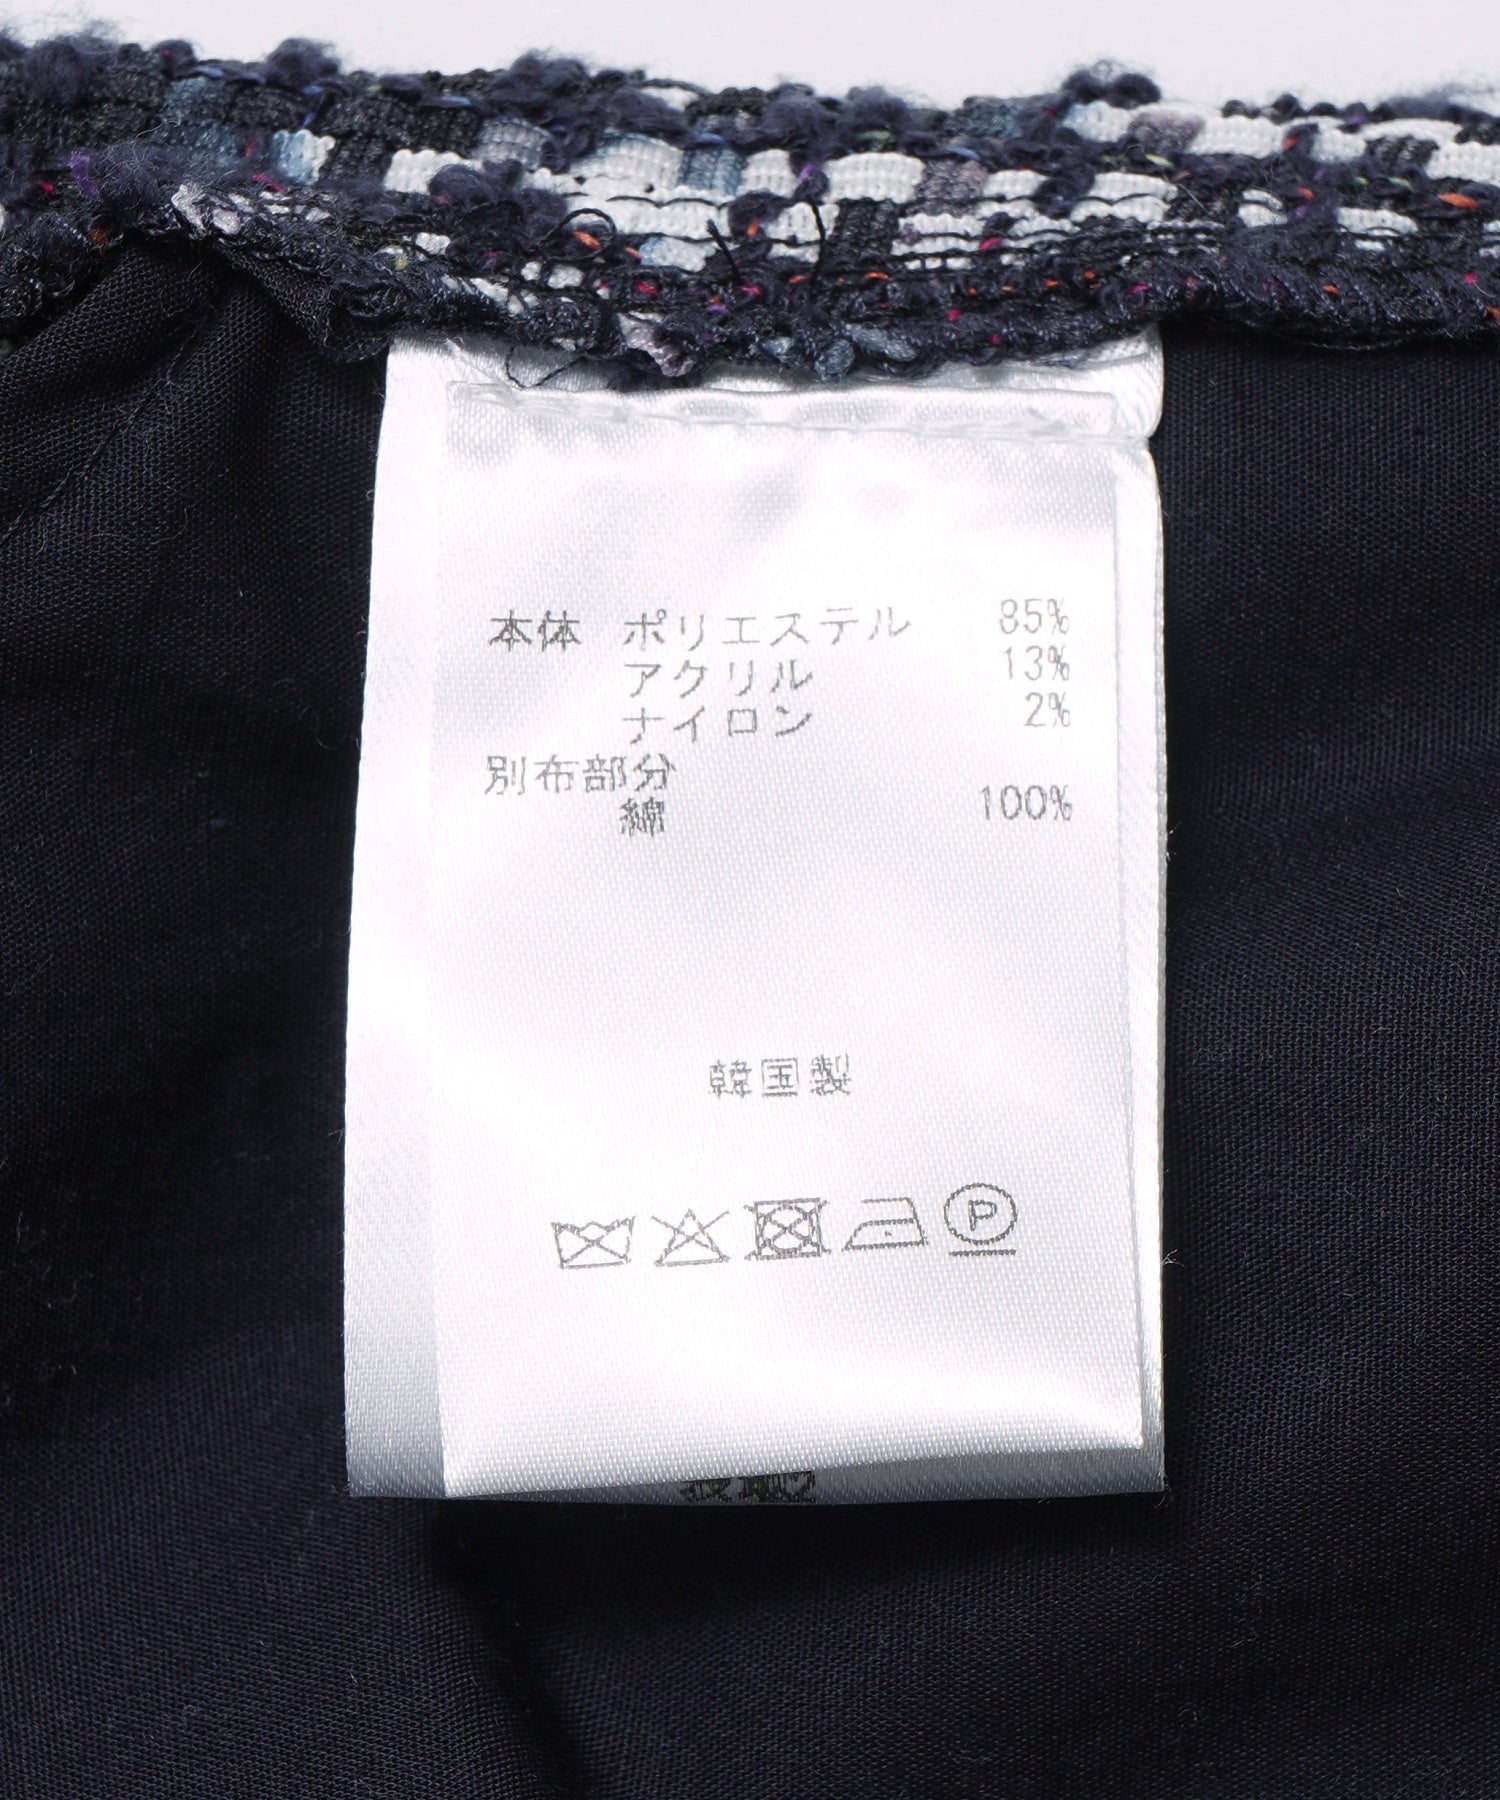 本体 ポリエステル 85%
アクリル 13%
ナイロン 2%
別布部分
綿 100%
韓国製
P